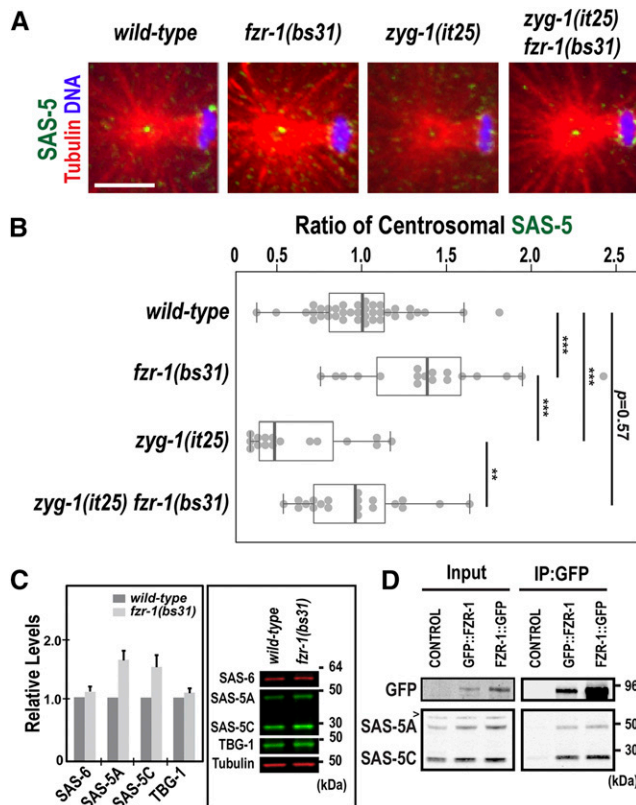 A
wild-type fzr-1(bs31) zyg-1(it25) zyg-1(it25) fzr-1(bs31)
SAS-5
Tubulin DNA
B
Ratio of Centrosomal SAS-5
0 0.5 1.0 1.5 2.0 2.5
wild-type
fzr-1(bs31)
zyg-1(it25)
zyg-1(it25) fzr-1(bs31)
***
***
***
**
p=0.57
C
wild-type
fzr-1(bs31)
Relative Levels
2.0
1.0
0
SAS-6 SAS-5A SAS-5C TBG-1
wild-type fzr-1(bs31)
SAS-6
SAS-5A
SAS-5C
TBG-1
Tubulin
64
50
30
50
50
(kDa)
D
Input IP:GFP
CONTROL GFP::FZR-1 FZR-1::GFP CONTROL GFP::FZR-1 FZR-1::GFP
GFP
>
SAS-5A
SAS-5C
96
50
30
(kDa)